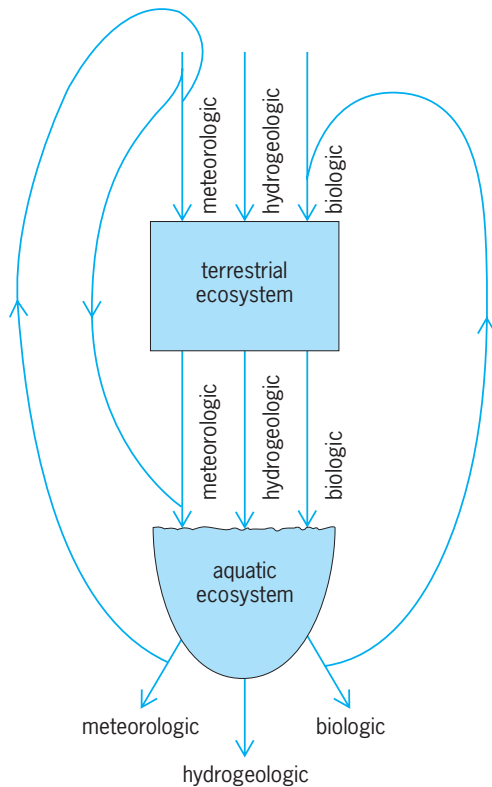 meteorologic
hydrogeologic
biologic
terrestrial
ecosystem
meteorologic
hydrogeologic
biologic
aquatic
ecosystem
meteorologic
biologic
hydrogeologic